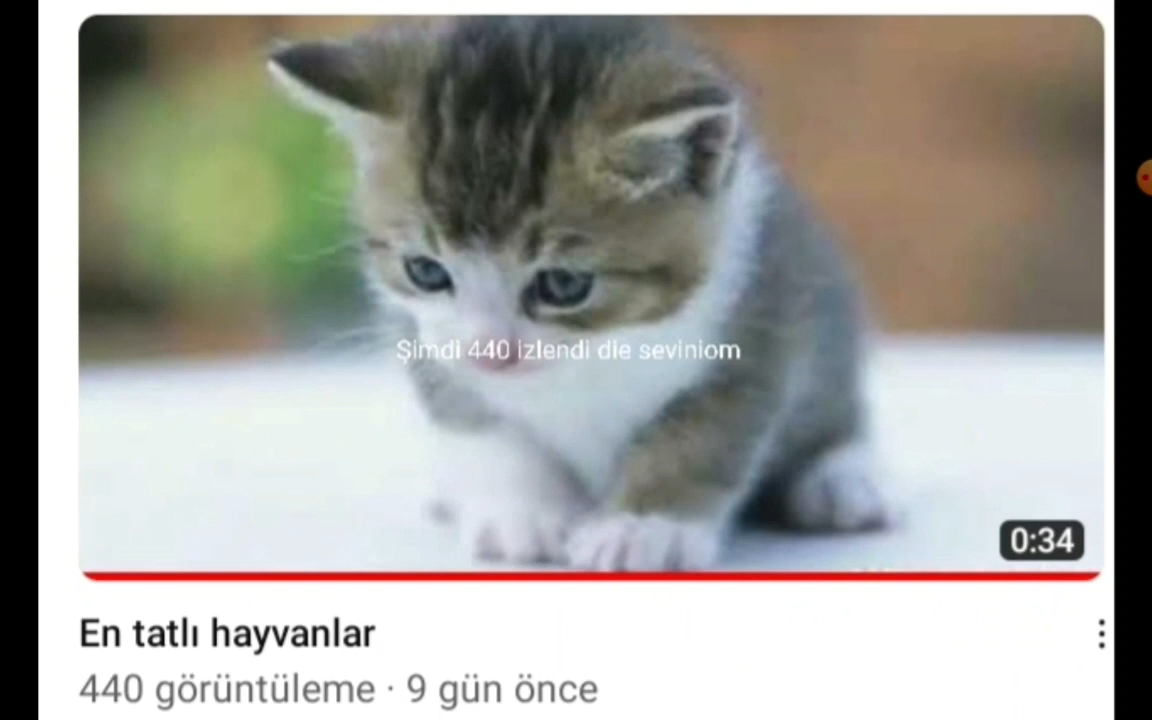 Şimdi 440 izlendi die seviniom
0:34
En tatlı hayvanlar
440 görüntüleme · 9 gün önce